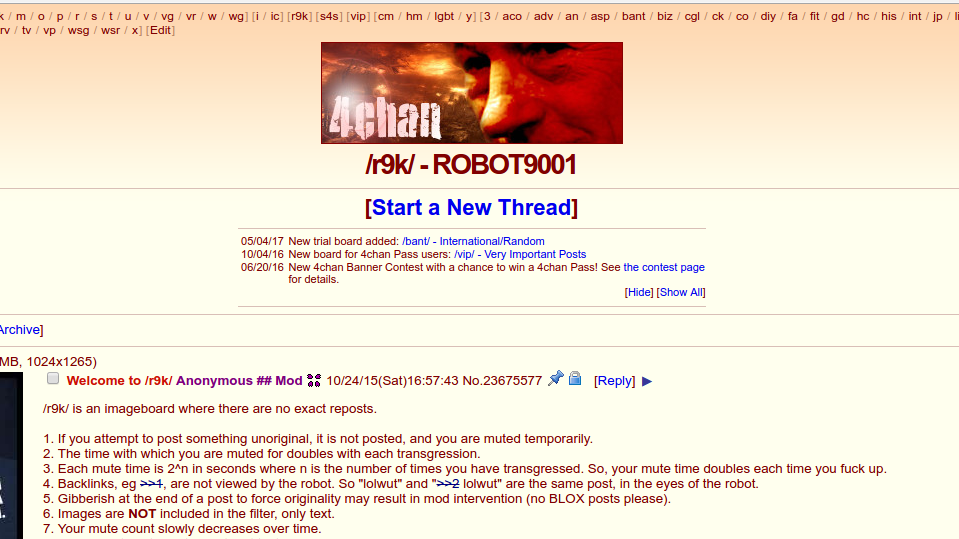 k / m / o / p / r / s / t / u / v / vg / vr / w / wg] [i / ic] [r9k] [s4s] [vip] [cm / hm / lgbt / y] [3 / aco / adv / an / asp / bant / biz / cgl / ck / co / diy / fa / fit / gd / hc / his / int / jp / li
rv / tv / vp / wsg / wsr / x] [Edit]
4chan
/r9k/ - ROBOT9001
[Start a New Thread]
05/04/17 New trial board added: /bant/ - International/Random
10/04/16 New board for 4chan Pass users: /vip/ - Very Important Posts
06/20/16 New 4chan Banner Contest with a chance to win a 4chan Pass! See the contest page
for details.
[Hide] [Show All]
Archive]
MB, 1024x1265)
Welcome to /r9k/ Anonymous ## Mod 10/24/15(Sat)16:57:43 No.23675577 [Reply] ▶
/r9k/ is an imageboard where there are no exact reposts.
1. If you attempt to post something unoriginal, it is not posted, and you are muted temporarily.
2. The time with which you are muted for doubles with each transgression.
3. Each mute time is 2^n in seconds where n is the number of times you have transgressed. So, your mute time doubles each time you fuck up.
4. Backlinks, eg >>1, are not viewed by the robot. So "lolwut" and ">>2 lolwut" are the same post, in the eyes of the robot.
5. Gibberish at the end of a post to force originality may result in mod intervention (no BLOX posts please).
6. Images are NOT included in the filter, only text.
7. Your mute count slowly decreases over time.